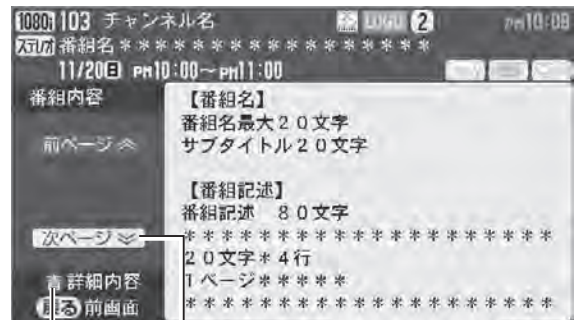 1080i 103 チャンネル名 LOGO 2 PM10:08
ステレオ 番組名＊＊＊＊＊＊＊＊＊＊＊＊＊＊＊＊＊
11/20日 PM10:00～PM11:00
番組内容
前ページ
次ページ
青 詳細内容
戻る 前画面
【番組名】
番組名最大２０文字
サブタイトル２０文字
【番組記述】
番組記述　８０文字
＊＊＊＊＊＊＊＊＊＊＊＊＊＊＊＊＊＊＊＊
２０文字＊４行
１ページ＊＊＊＊＊
＊＊＊＊＊＊＊＊＊＊＊＊＊＊＊＊＊＊＊＊